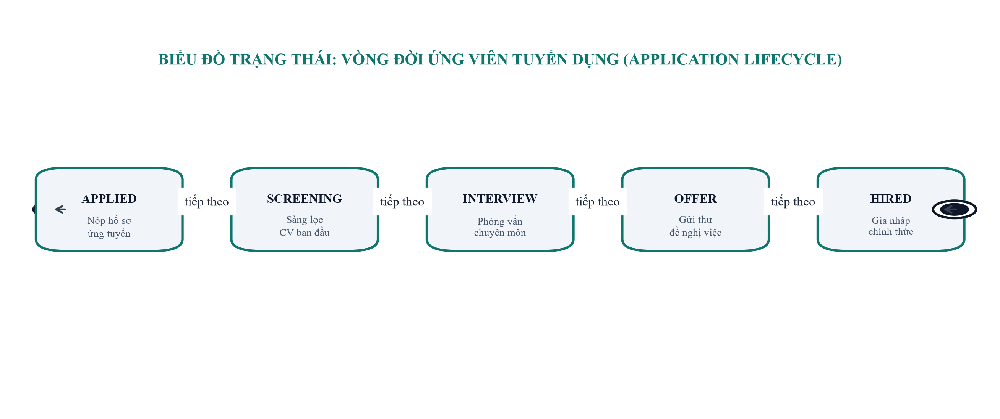 BIỂU ĐỒ TRẠNG THÁI: VÒNG ĐỜI ỨNG VIÊN TUYỂN DỤNG (APPLICATION LIFECYCLE)
APPLIED
Nộp hồ sơ
ứng tuyển
tiếp theo
SCREENING
Sàng lọc
CV ban đầu
tiếp theo
INTERVIEW
Phỏng vấn
chuyên môn
tiếp theo
OFFER
Gửi thư
đề nghị việc
tiếp theo
HIRED
Gia nhập
chính thức